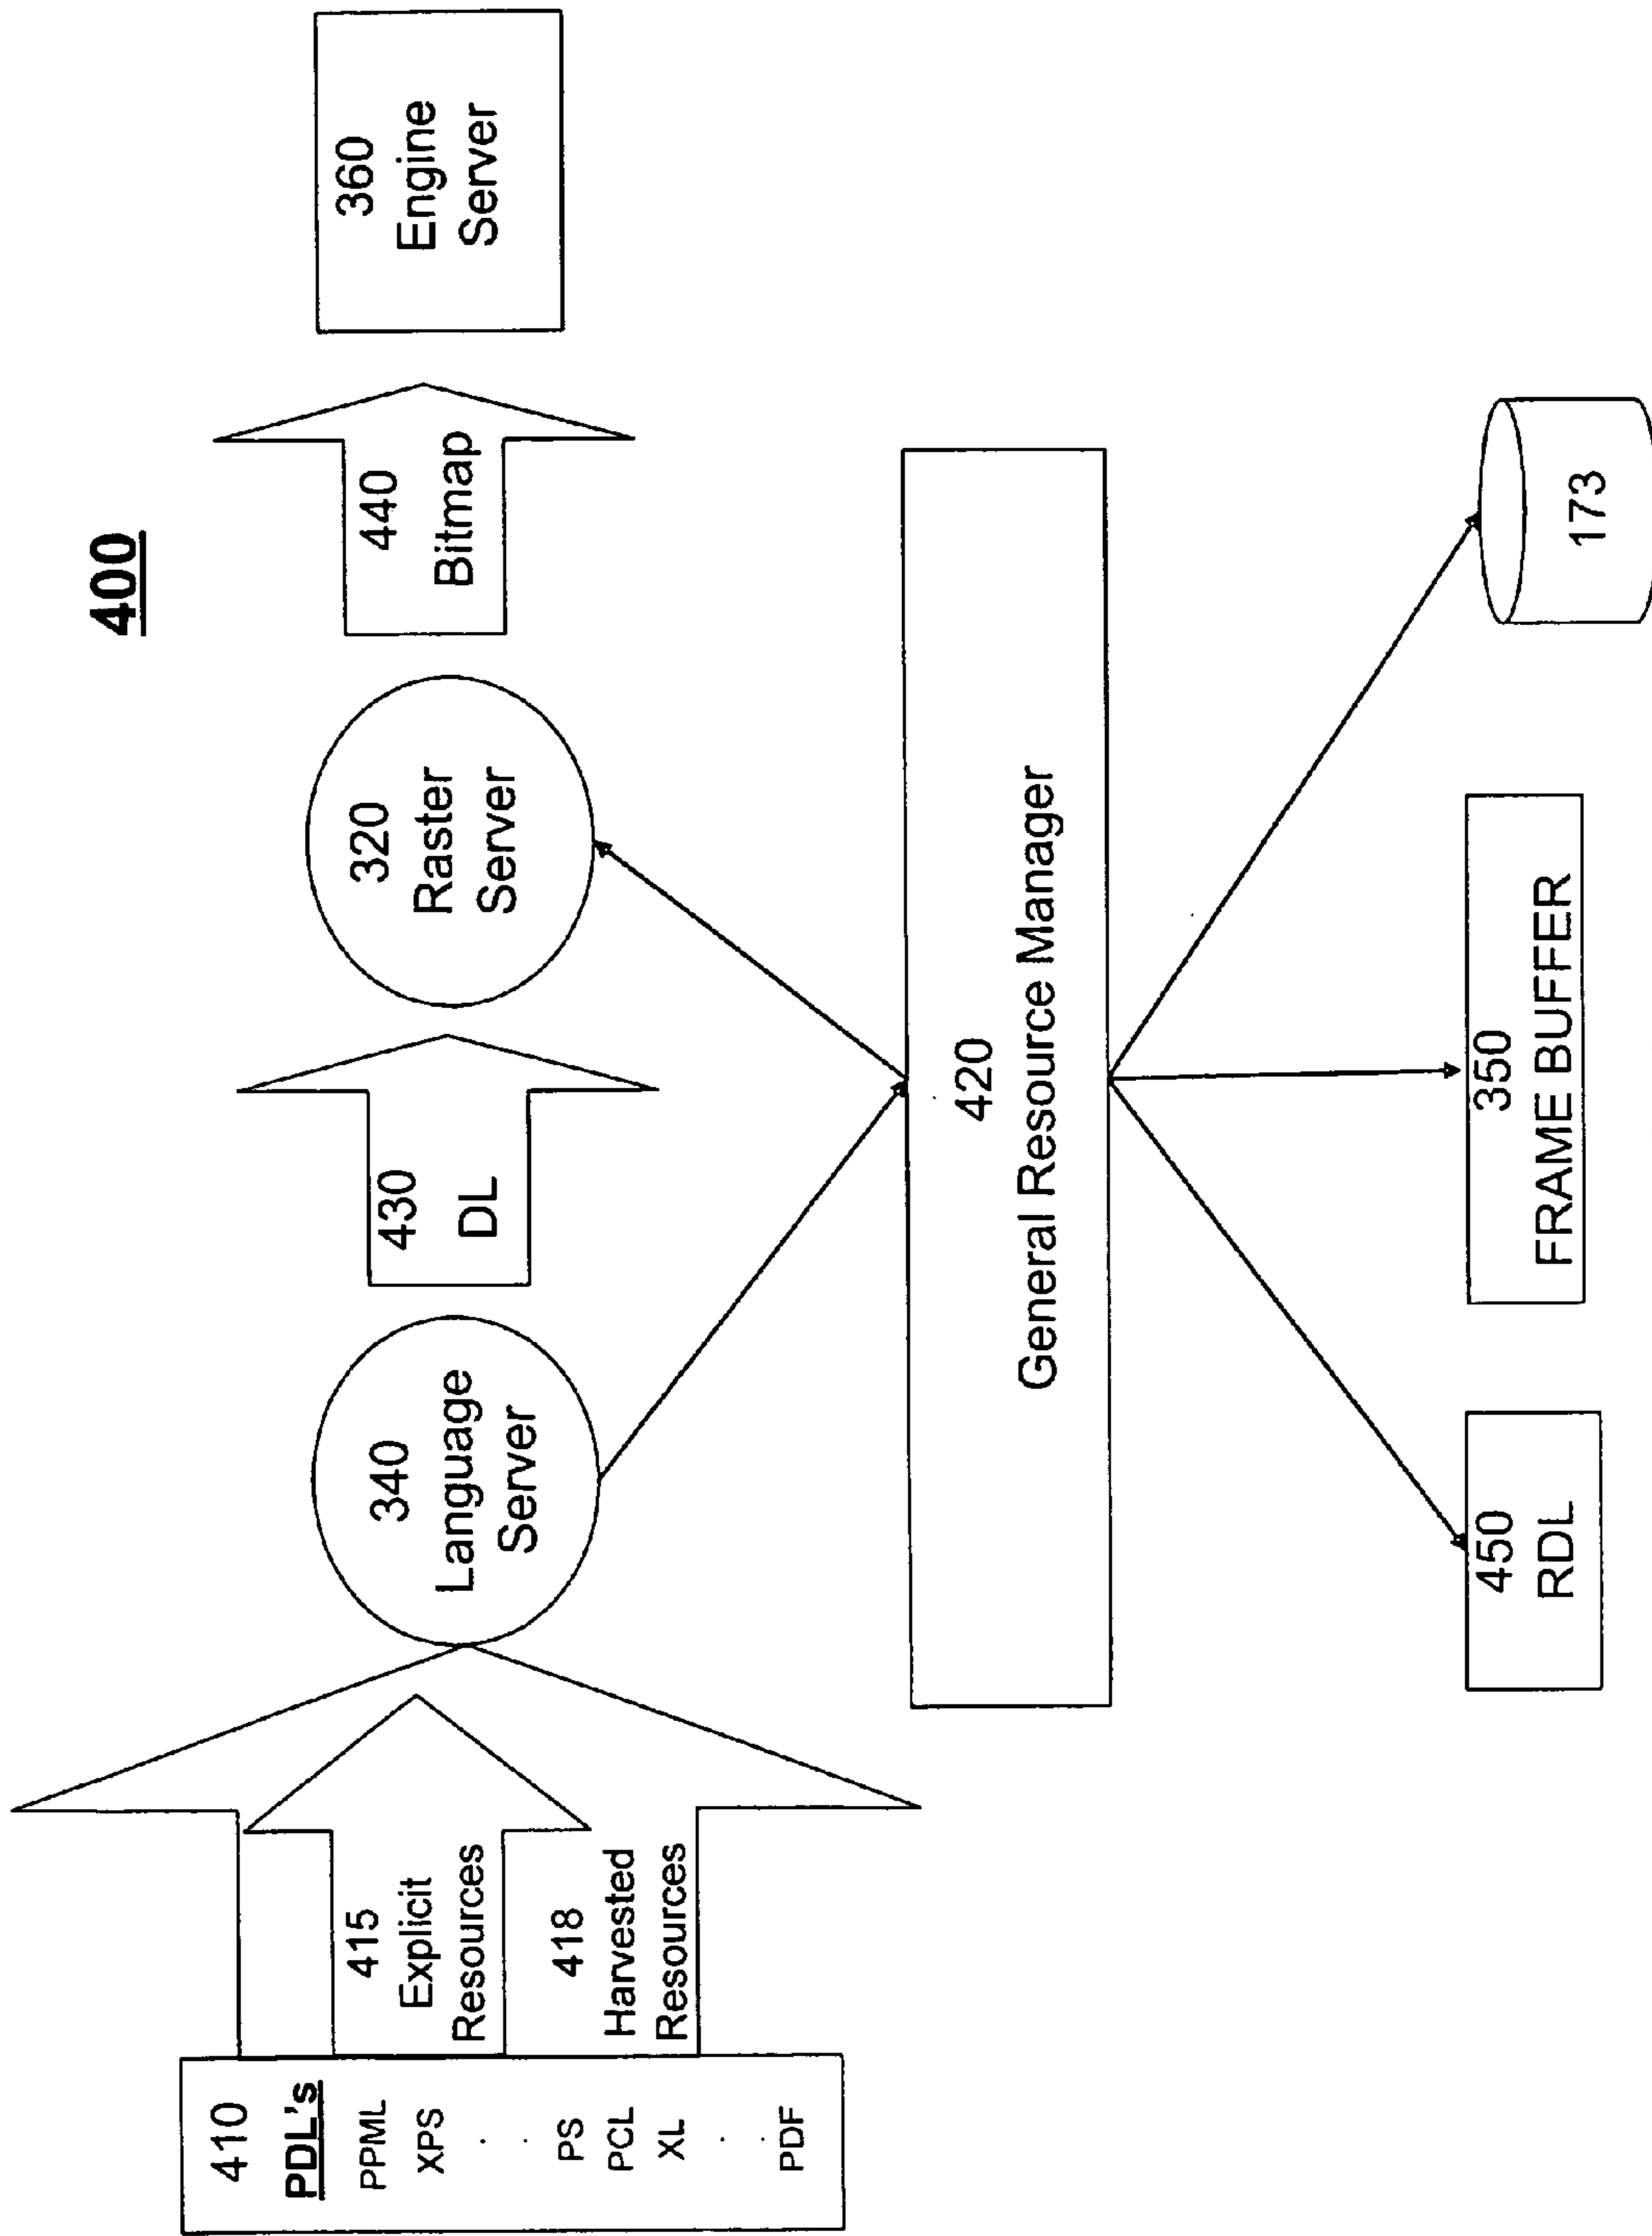 400
410
PDL's
PPML
XPS
.
.
PS
PCL
XL
.
.
PDF
415
Explicit
Resources
418
Harvested
Resources
340
Language
Server
430
DL
320
Raster
Server
440
Bitmap
360
Engine
Server
420
General Resource Manager
450
RDL
350
FRAME BUFFER
173